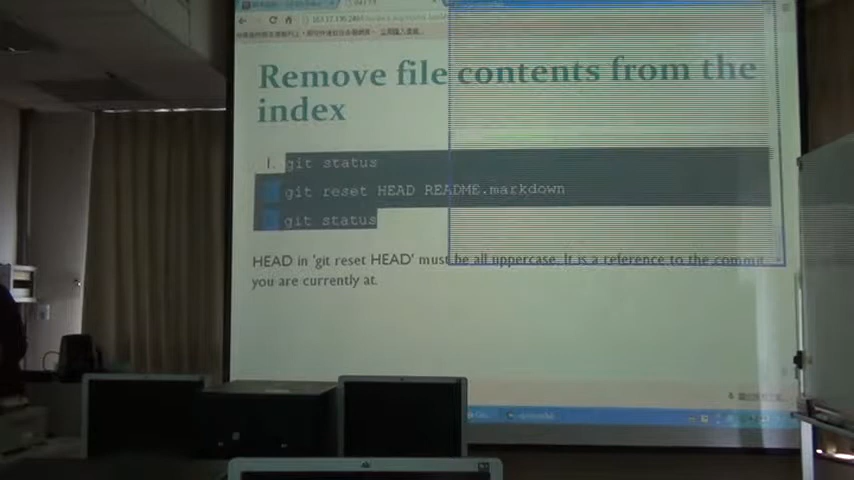 Remove file contents from the
index
1. git status
git reset HEAD README.markdown
git status
HEAD in 'git reset HEAD' must be all uppercase. It is a reference to the commit
you are currently at.